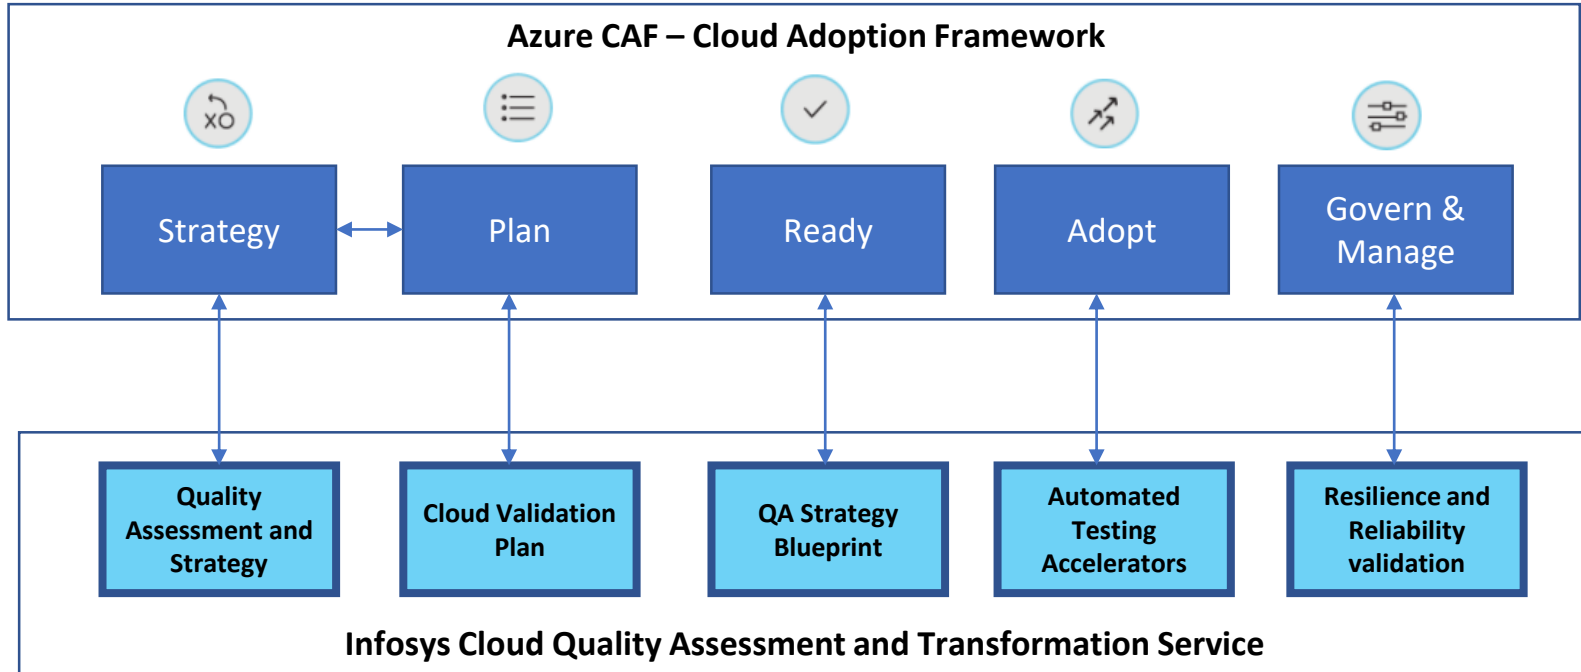 Azure CAF – Cloud Adoption Framework
XO
Strategy
Plan
Ready
Adopt
Govern &
Manage
Quality
Assessment and
Strategy
Cloud Validation
Plan
QA Strategy
Blueprint
Automated
Testing
Accelerators
Resilience and
Reliability
validation
Infosys Cloud Quality Assessment and Transformation Service